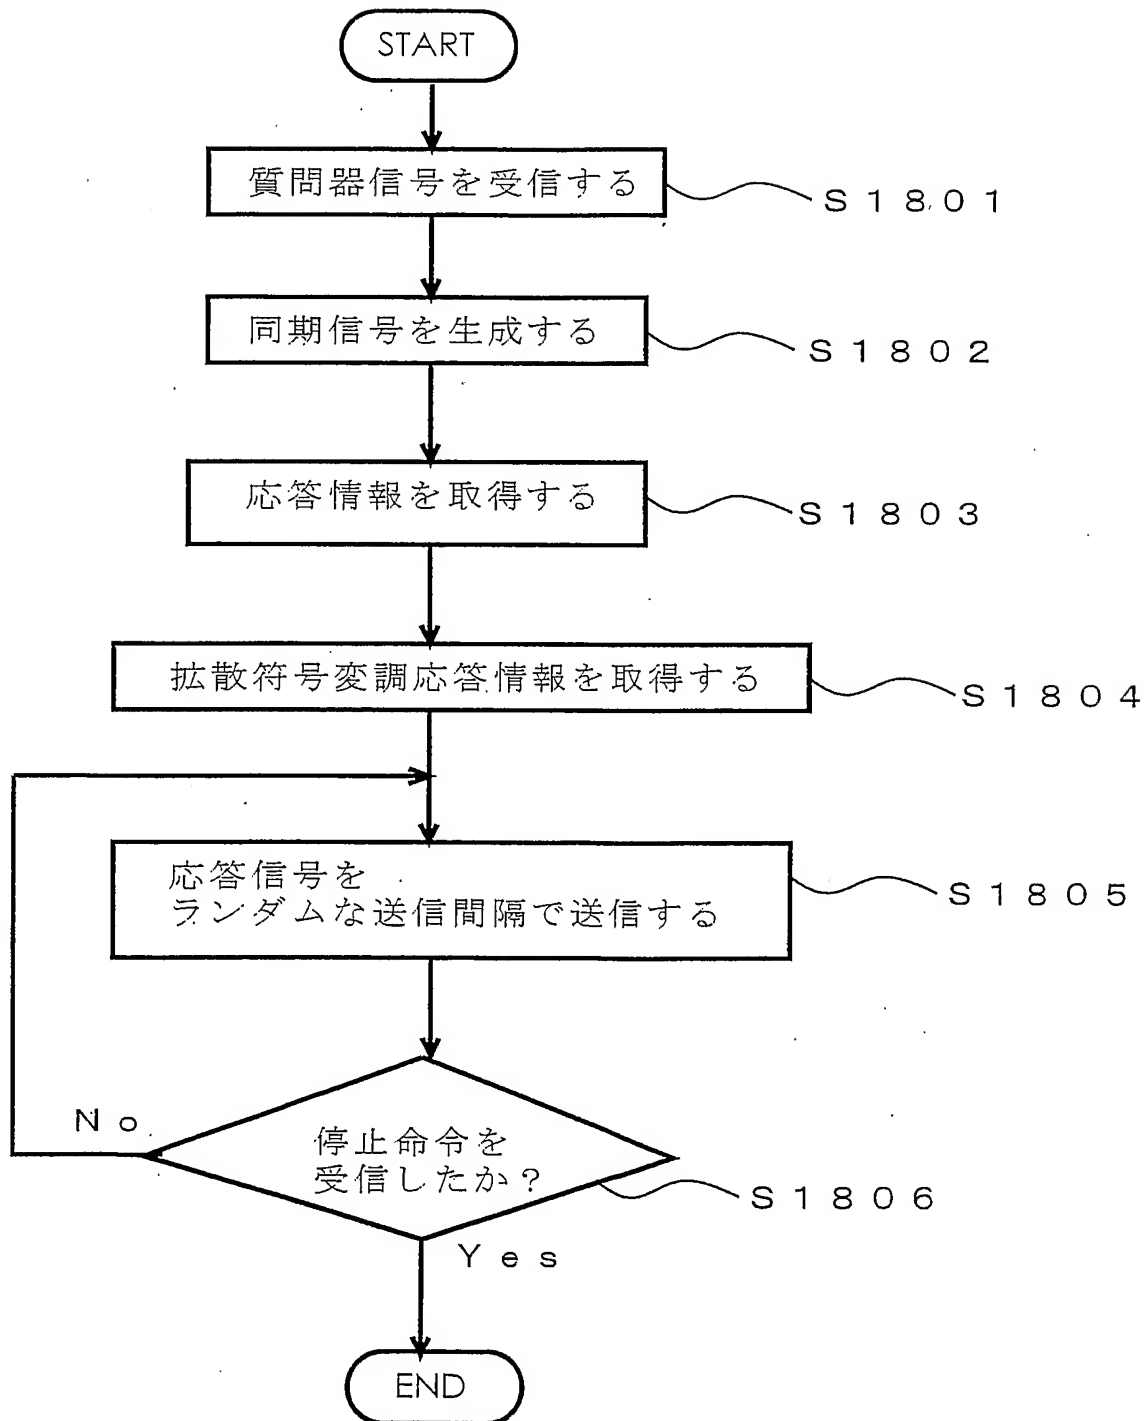 START
質問器信号を受信する
S1801
同期信号を生成する
S1802
応答情報を取得する
S1803
拡散符号変調応答情報を取得する
S1804
応答信号を
ランダムな送信間隔で送信する
S1805
No
停止命令を
受信したか？
S1806
Yes
END